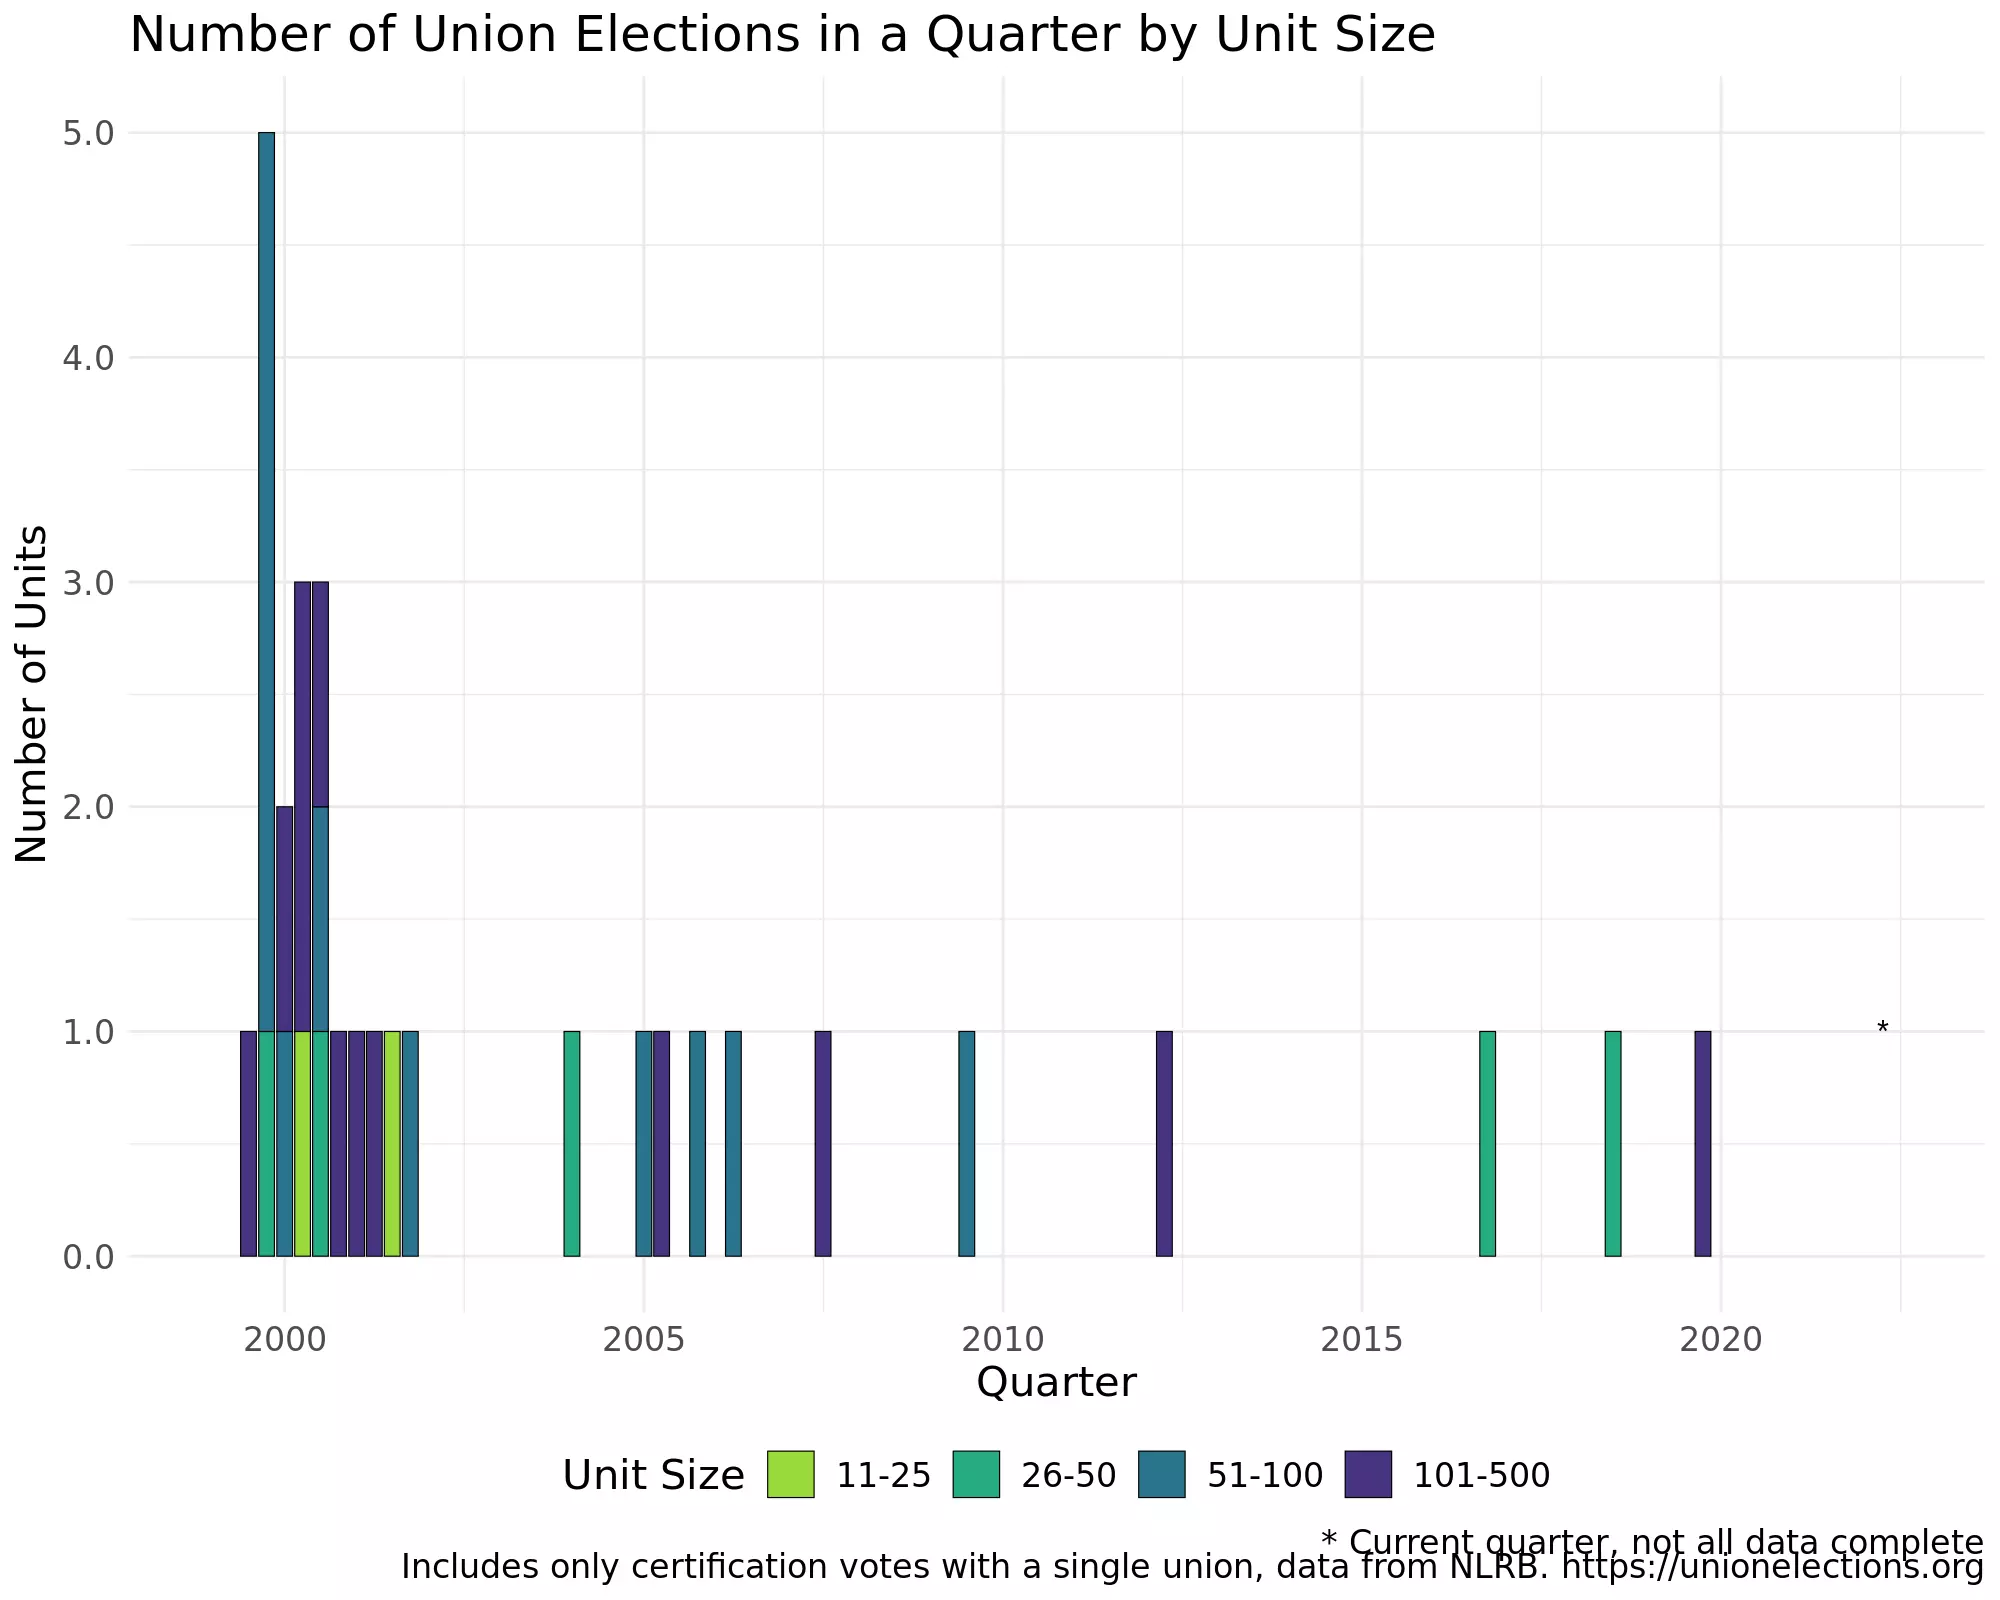 Number of Union Elections in a Quarter by Unit Size
Number of Units
5.0
4.0
3.0
2.0
1.0
0.0
*
2000 2005 2010 2015 2020
Quarter
Unit Size 11-25 26-50 51-100 101-500
* Current quarter, not all data complete
Includes only certification votes with a single union, data from NLRB. https://unionelections.org